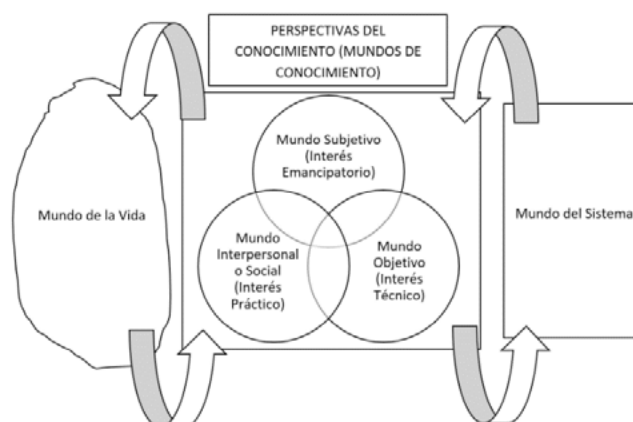 PERSPECTIVAS DEL
CONOCIMIENTO (MUNDOS DE
CONOCIMIENTO)
Mundo Subjetivo
(Interés
Emancipatorio)
Mundo de la Vida
Mundo
Interpersonal
o Social
(Interés
Práctico)
Mundo
Objetivo
(Interés
Técnico)
Mundo del Sistema